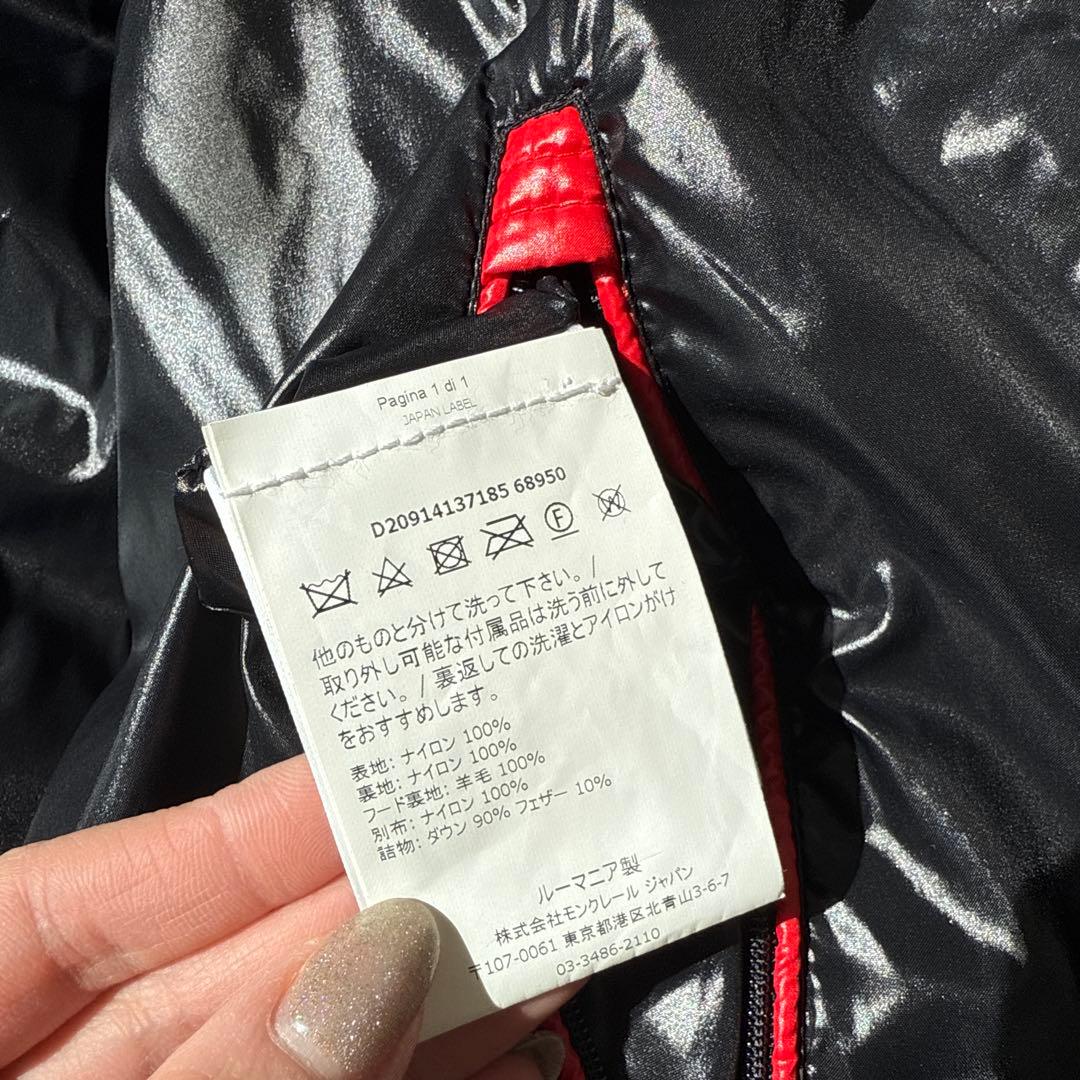 Pagina 1 di 1
JAPAN LABEL
D20914137185 68950
F
W
他のものと分けて洗って下さい。/
取り外し可能な付属品は洗う前に外して
ください。/ 裏返しての洗濯とアイロンがけ
をおすすめします。
表地: ナイロン 100%
裏地: ナイロン 100%
フード裏地: 羊毛 100%
別布: ナイロン 100%
詰物: ダウン 90% フェザー 10%
ルーマニア製
株式会社モンクレール ジャパン
〒107-0061 東京都港区北青山3-6-7
03-3486-2110